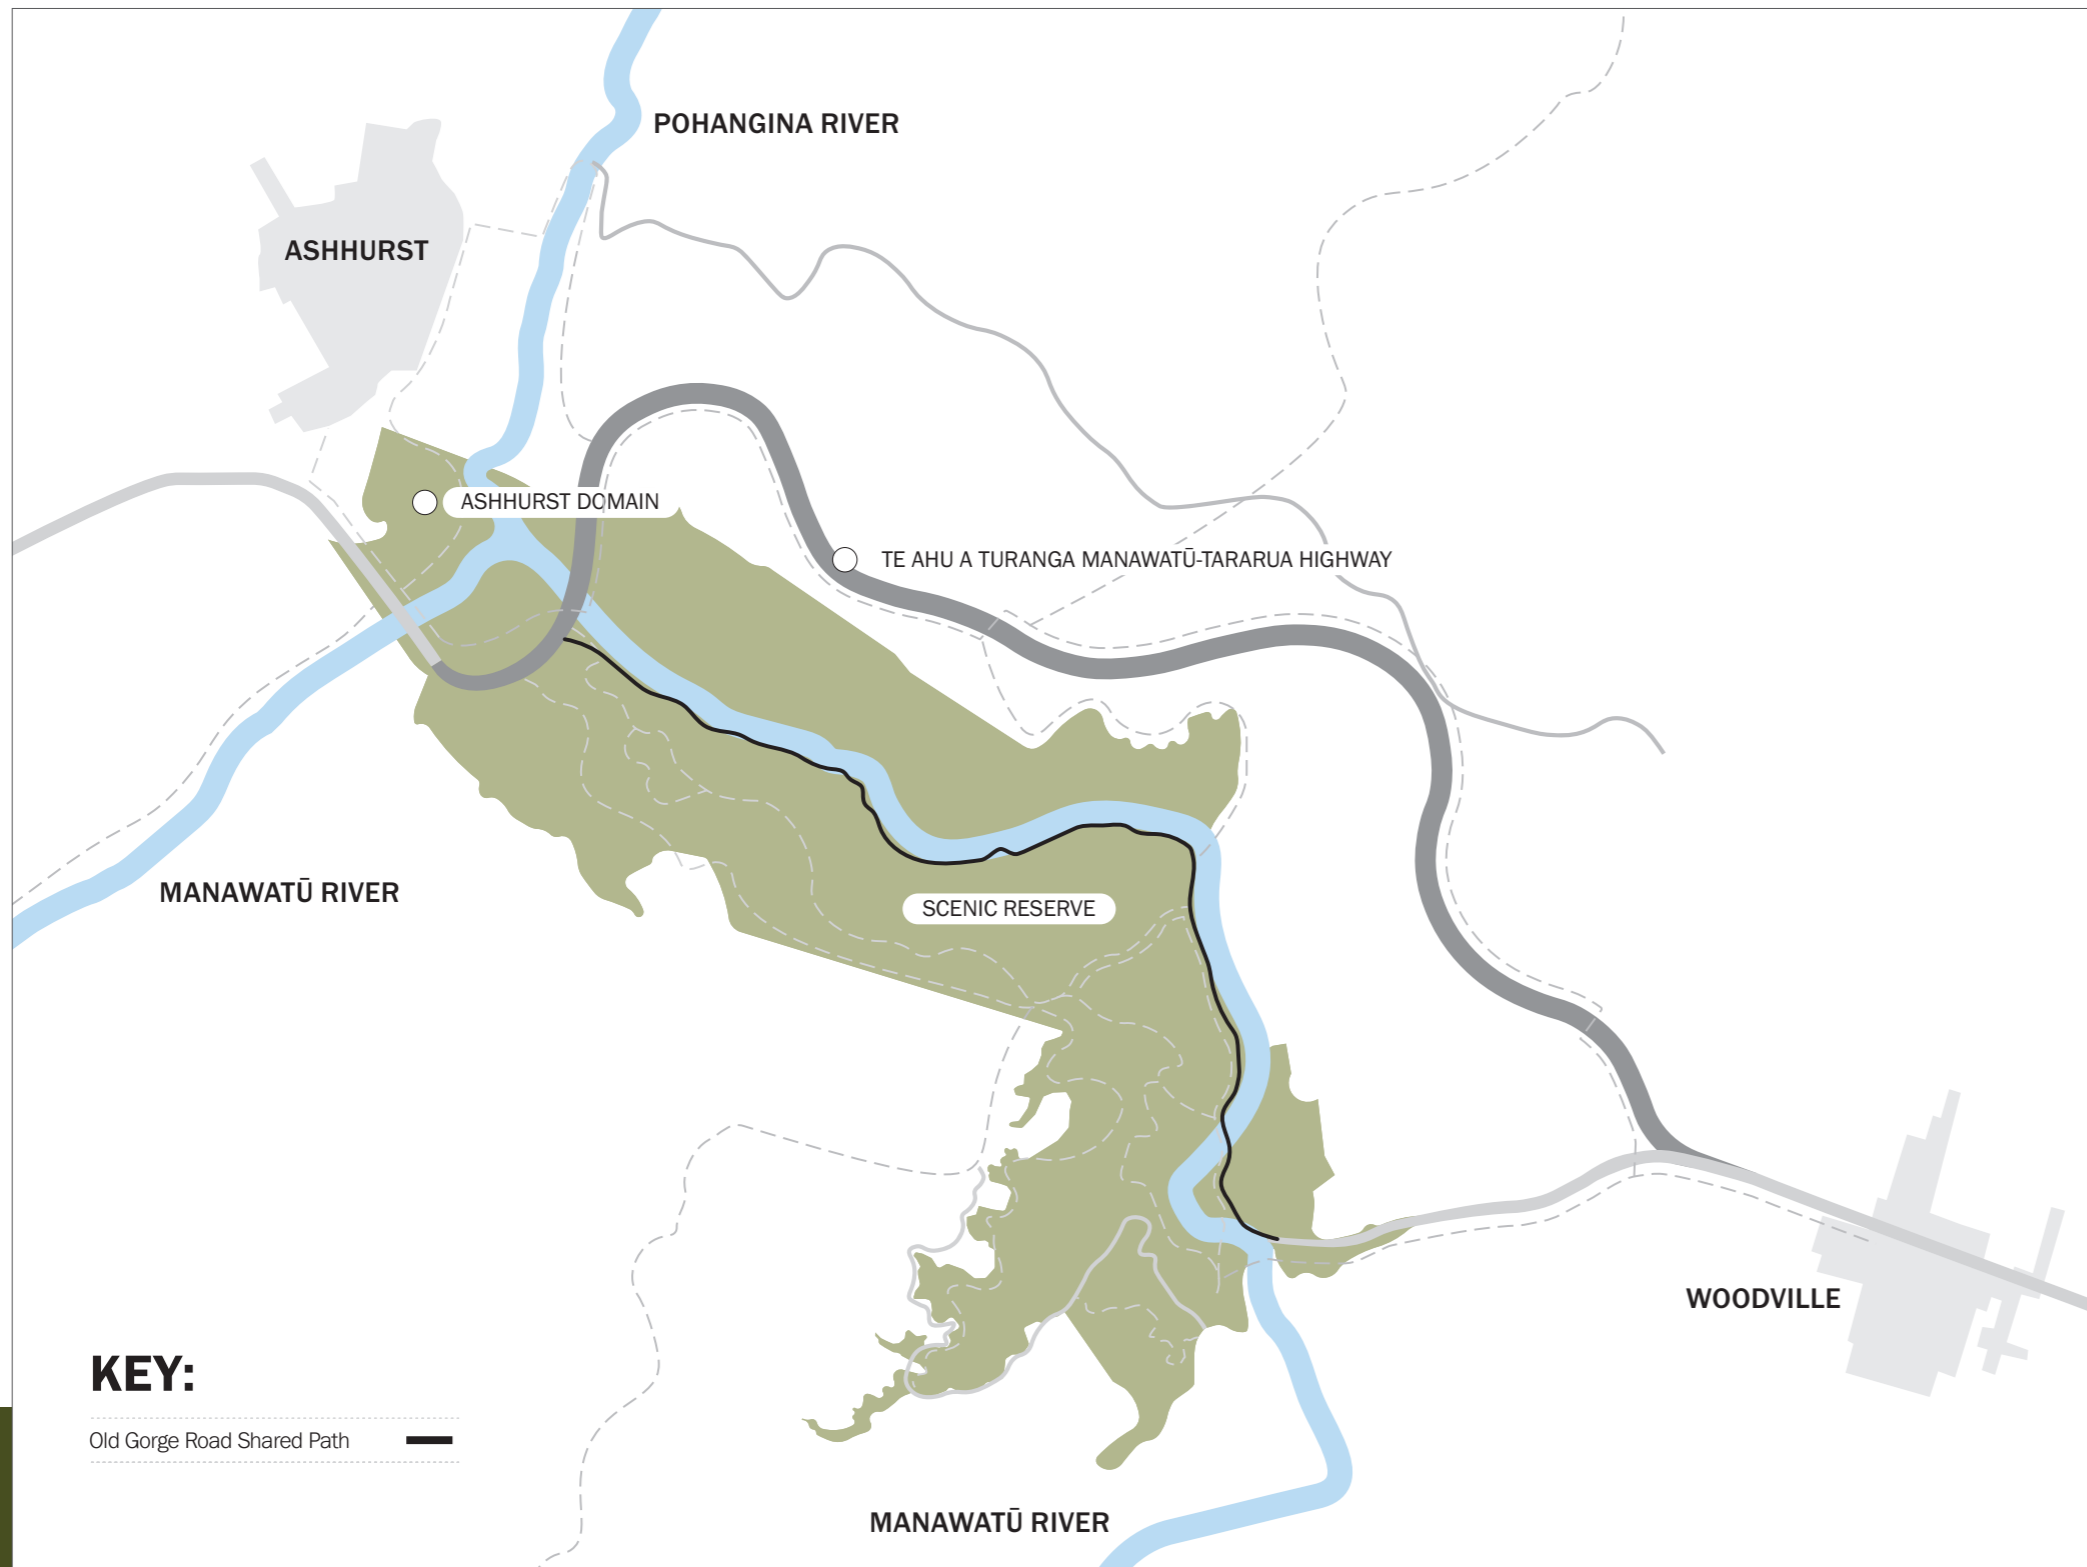 POHANGINA RIVER
ASHHURST
ASHHURST DOMAIN
TE AHU A TURANGA MANAWATŪ-TARARUA HIGHWAY
MANAWATŪ RIVER
SCENIC RESERVE
WOODVILLE
KEY:
Old Gorge Road Shared Path
MANAWATŪ RIVER